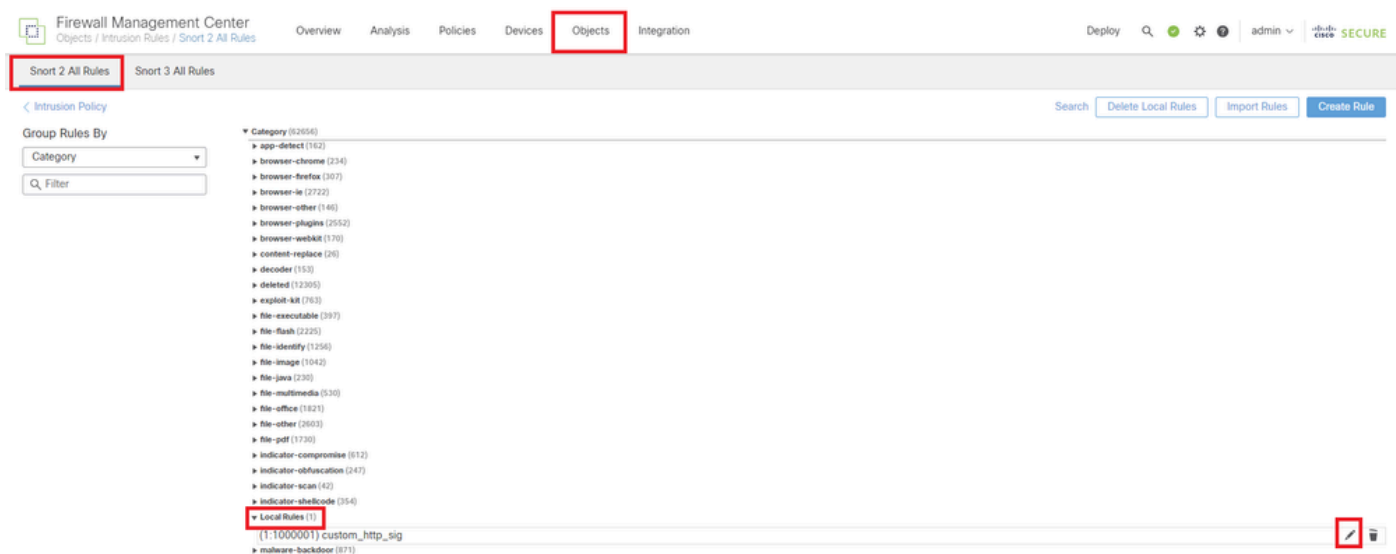 Firewall Management Center
Objects / Intrusion Rules / Snort 2 All Rules
Overview Analysis Policies Devices Objects Integration
Deploy admin cisco SECURE
Snort 2 All Rules Snort 3 All Rules
Intrusion Policy
Search Delete Local Rules Import Rules Create Rule
Group Rules By
Category
Filter
Category (62656)
app-detect (162)
browser-chrome (234)
browser-firefox (307)
browser-ie (2722)
browser-other (146)
browser-plugins (2552)
browser-webkit (170)
content-replace (26)
decoder (153)
deleted (12305)
exploit-kit (763)
file-executable (397)
file-flash (2225)
file-identify (1256)
file-image (1042)
file-java (230)
file-multimedia (530)
file-office (1821)
file-other (2603)
file-pdf (1730)
indicator-compromise (612)
indicator-obfuscation (247)
indicator-scan (42)
indicator-shellcode (354)
Local Rules (1)
(1:1000001) custom_http_sig
malware-backdoor (871)